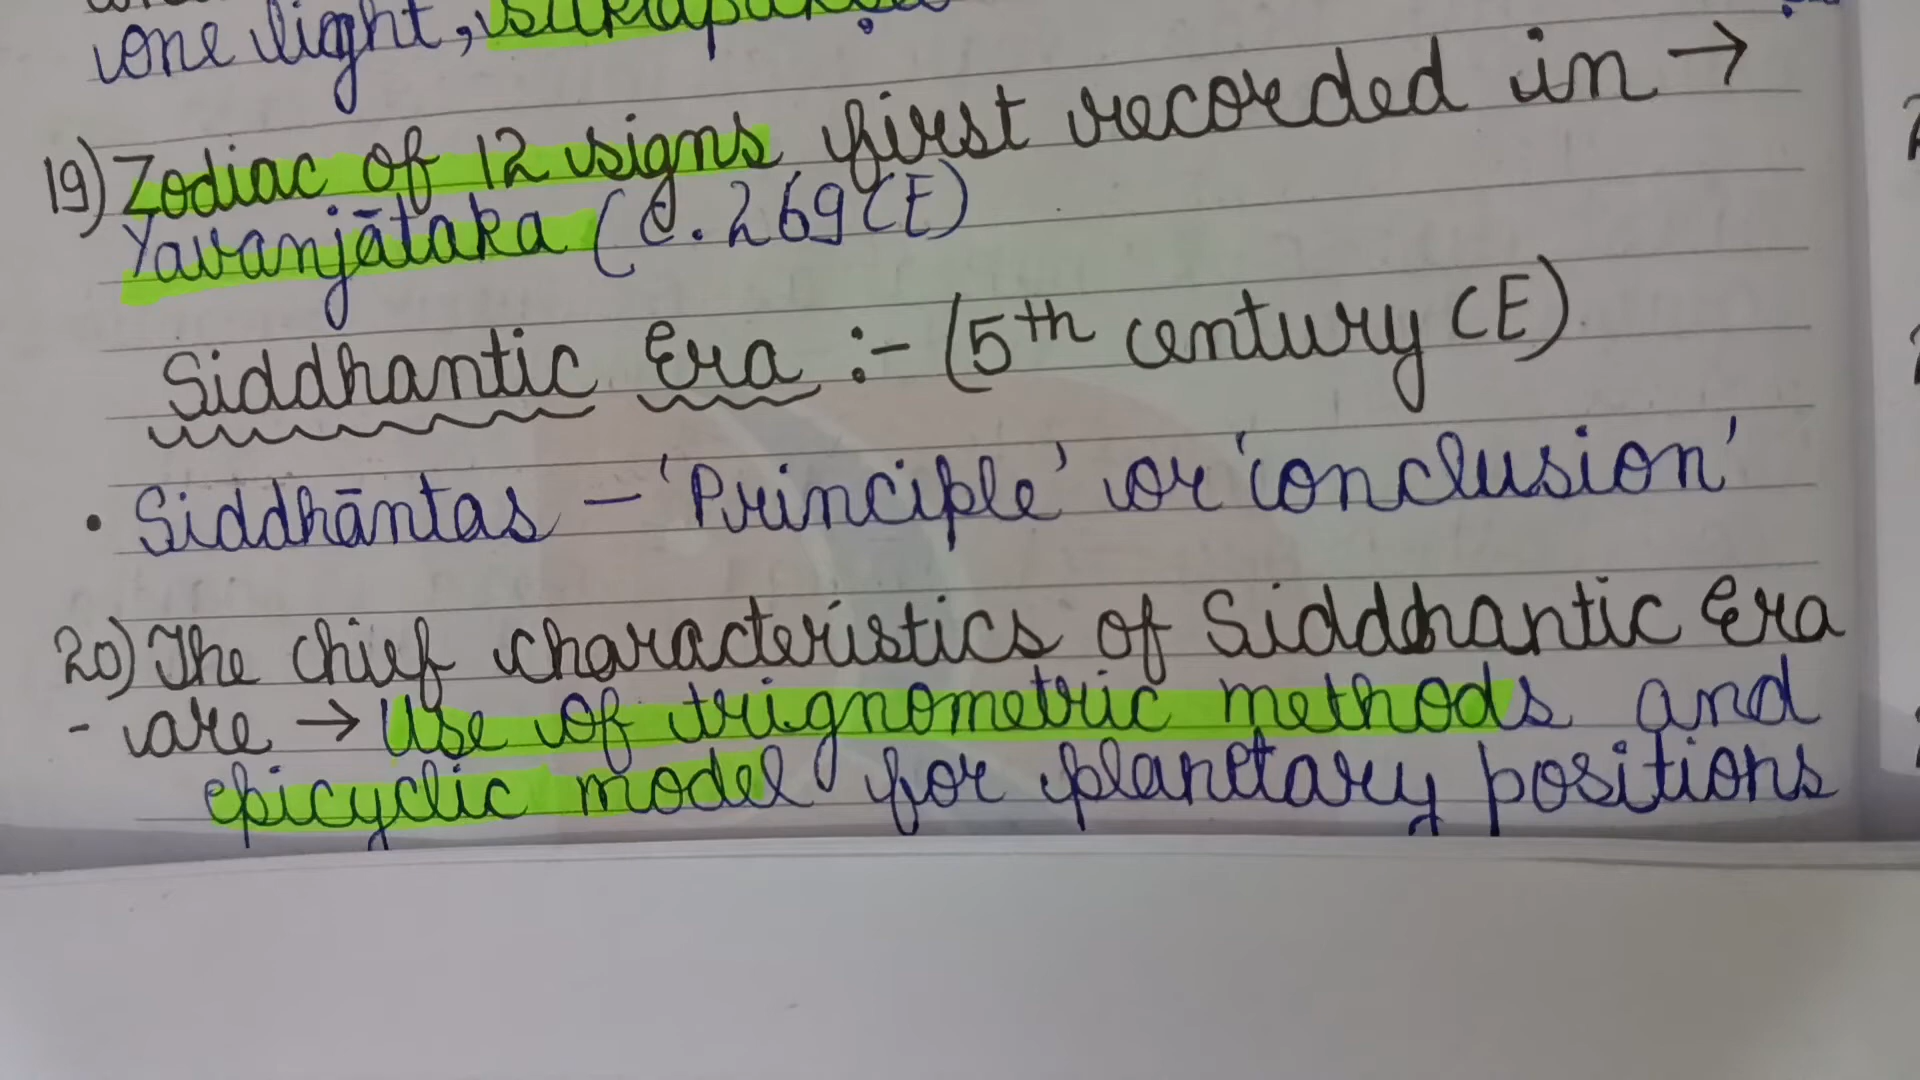 one light,
19) Zodiac of 12 signs first recorded in →
Yavanjātaka (C. 269 CE)
Siddhantic Era :- (5th century CE)
• Siddhāntas - 'Principle' or 'conclusion'
20) The chief characteristics of Siddhantic Era
- are → Use of trignometric methods and
epicyclic model for planetary positions